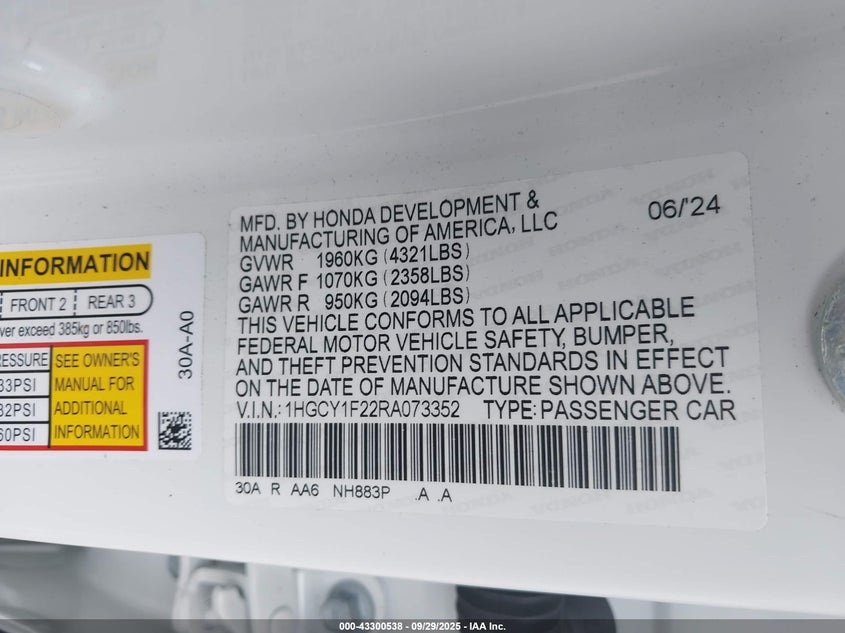 INFORMATION
FRONT 2 REAR 3
ver exceed 385kg or 850lbs.
RESSURE SEE OWNER'S
33PSI MANUAL FOR
32PSI ADDITIONAL
60PSI INFORMATION
30A-A0
MFD. BY HONDA DEVELOPMENT & 06/'24
MANUFACTURING OF AMERICA, LLC
GVWR 1960KG (4321LBS)
GAWR F 1070KG (2358LBS)
GAWR R 950KG (2094LBS)
THIS VEHICLE CONFORMS TO ALL APPLICABLE
FEDERAL MOTOR VEHICLE SAFETY, BUMPER,
AND THEFT PREVENTION STANDARDS IN EFFECT
ON THE DATE OF MANUFACTURE SHOWN ABOVE.
V.I.N.: 1HGCY1F22RA073352 TYPE: PASSENGER CAR
30A R AA6 NH883P .A .A
000-43300538 - 09/29/2025 - IAA Inc.